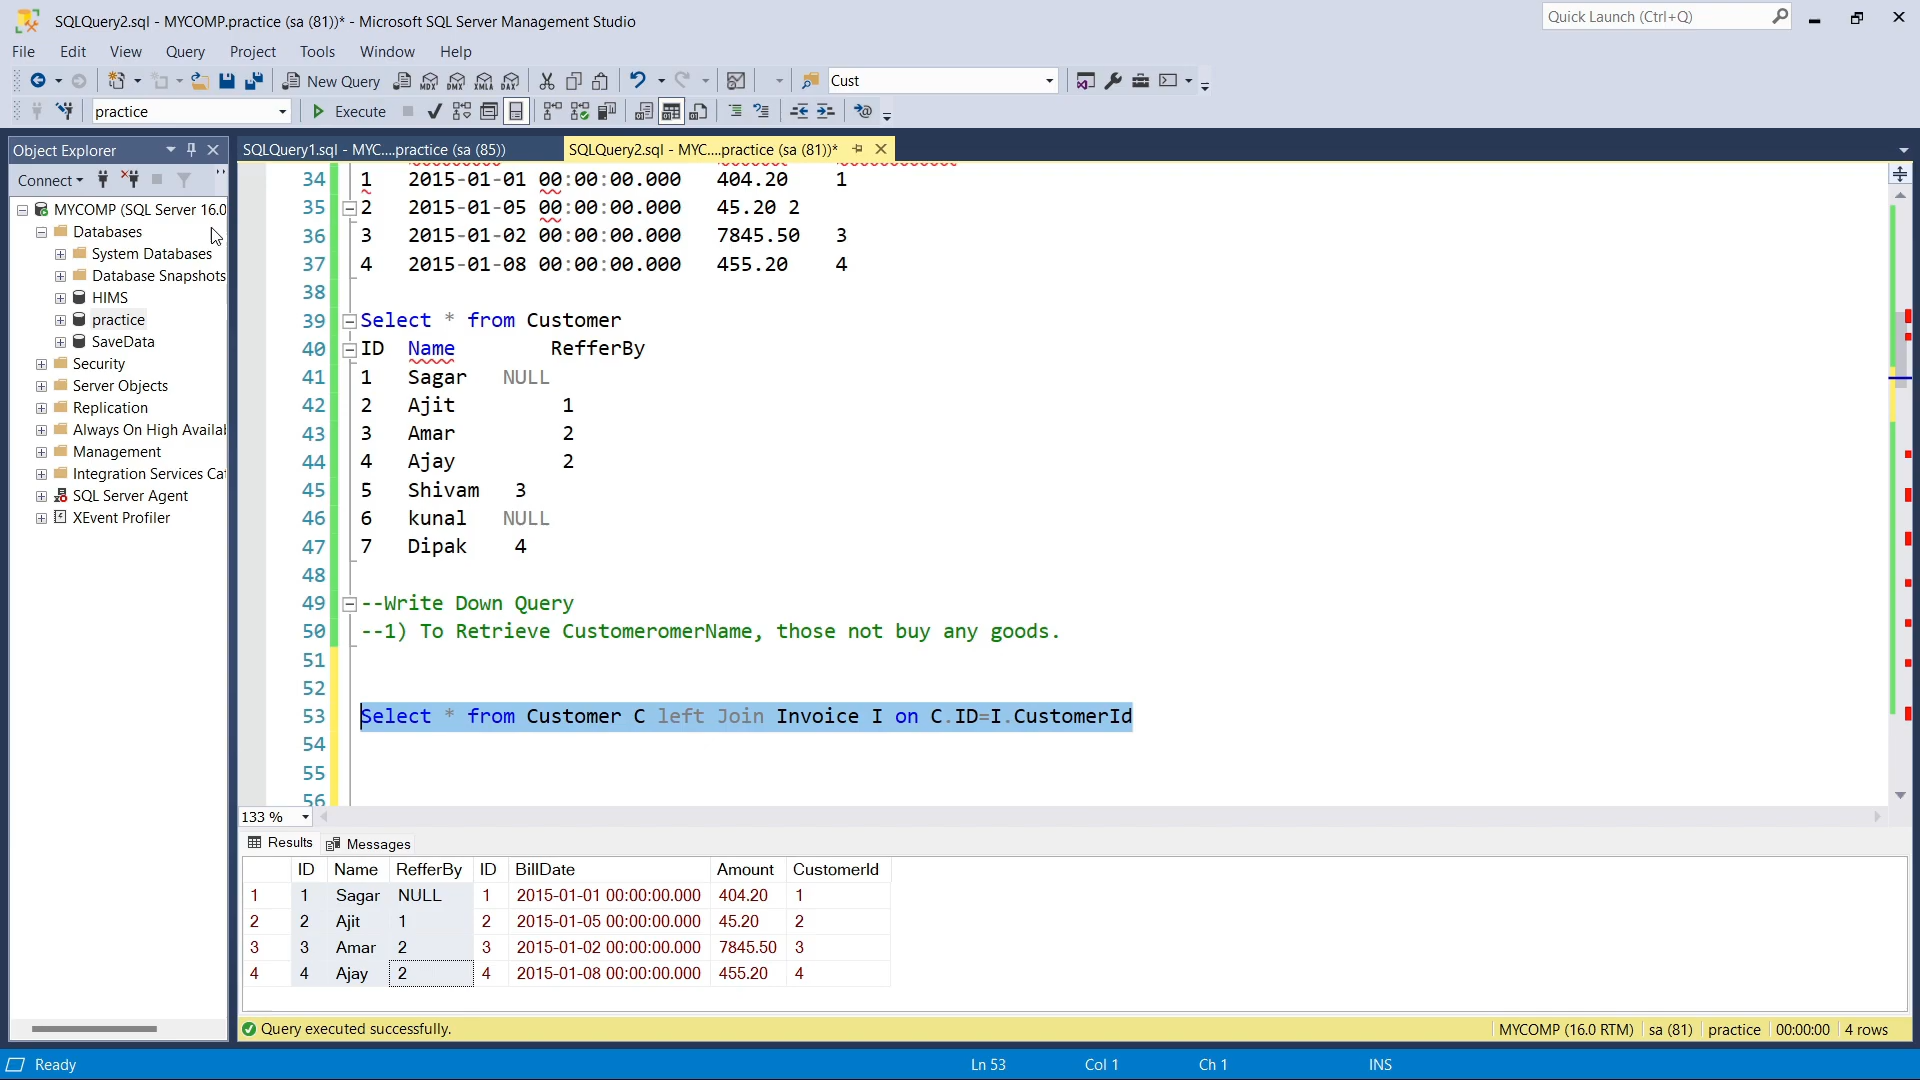 SQLQuery2.sql - MYCOMP.practice (sa (81))* - Microsoft SQL Server Management Studio
Quick Launch (Ctrl+Q)
File Edit View Query Project Tools Window Help
New Query MDX DMX XMLA DAX Cust
practice Execute
Object Explorer
SQLQuery1.sql - MYC....practice (sa (85))
SQLQuery2.sql - MYC....practice (sa (81))*
Connect
MYCOMP (SQL Server 16.0
Databases
System Databases
Database Snapshots
HIMS
practice
SaveData
Security
Server Objects
Replication
Always On High Availal
Management
Integration Services Cat
SQL Server Agent
XEvent Profiler
34 1 2015-01-01 00:00:00.000 404.20 1
35 2 2015-01-05 00:00:00.000 45.20 2
36 3 2015-01-02 00:00:00.000 7845.50 3
37 4 2015-01-08 00:00:00.000 455.20 4
38
39 Select * from Customer
40 ID Name RefferBy
41 1 Sagar NULL
42 2 Ajit 1
43 3 Amar 2
44 4 Ajay 2
45 5 Shivam 3
46 6 kunal NULL
47 7 Dipak 4
48
49 --Write Down Query
50 --1) To Retrieve CustomeromerName, those not buy any goods.
51
52
53 Select * from Customer C left Join Invoice I on C.ID=I.CustomerId
54
55
56
133 %
Results Messages
ID Name RefferBy ID BillDate Amount CustomerId
1 1 Sagar NULL 1 2015-01-01 00:00:00.000 404.20 1
2 2 Ajit 1 2 2015-01-05 00:00:00.000 45.20 2
3 3 Amar 2 3 2015-01-02 00:00:00.000 7845.50 3
4 4 Ajay 2 4 2015-01-08 00:00:00.000 455.20 4
Query executed successfully. MYCOMP (16.0 RTM) sa (81) practice 00:00:00 4 rows
Ready Ln 53 Col 1 Ch 1 INS